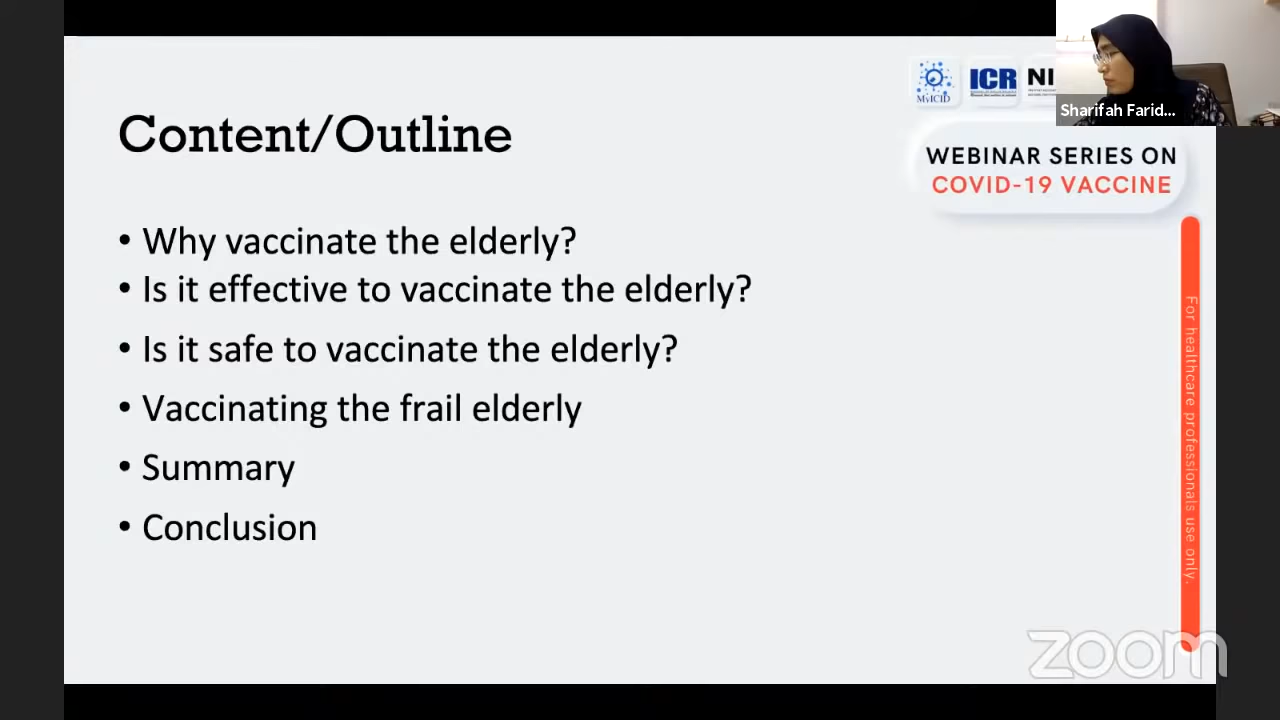 MyICID
ICR
NI
Sharifah Farid...
Content/Outline
WEBINAR SERIES ON
COVID-19 VACCINE
• Why vaccinate the elderly?
• Is it effective to vaccinate the elderly?
• Is it safe to vaccinate the elderly?
• Vaccinating the frail elderly
• Summary
• Conclusion
For healthcare professionals use only.
zoom